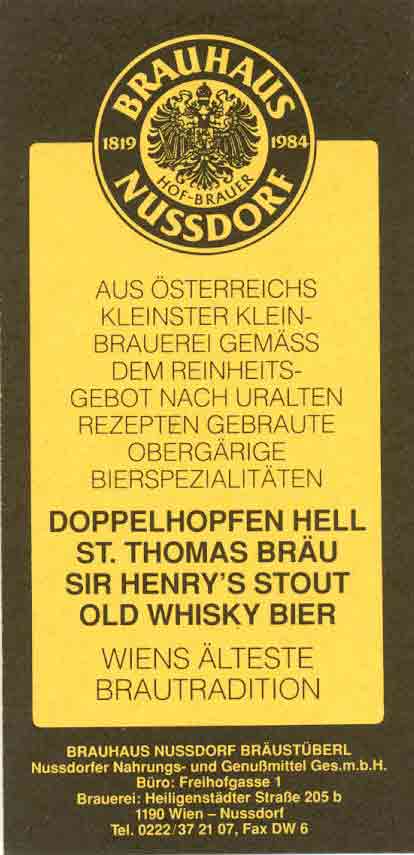 BRAUHAUS
1819 1984
HOF-BRAUER
NUSSDORF
AUS ÖSTERREICHS
KLEINSTER KLEIN-
BRAUEREI GEMÄSS
DEM REINHEITS-
GEBOT NACH URALTEN
REZEPTEN GEBRAUTE
OBERGÄRIGE
BIERSPEZIALITÄTEN
DOPPELHOPFEN HELL
ST. THOMAS BRÄU
SIR HENRY'S STOUT
OLD WHISKY BIER
WIENS ÄLTESTE
BRAUTRADITION
BRAUHAUS NUSSDORF BRÄUSTÜBERL
Nussdorfer Nahrungs- und Genußmittel Ges.m.b.H.
Büro: Freihofgasse 1
Brauerei: Heiligenstädter Straße 205 b
1190 Wien – Nussdorf
Tel. 0222/37 21 07, Fax DW 6